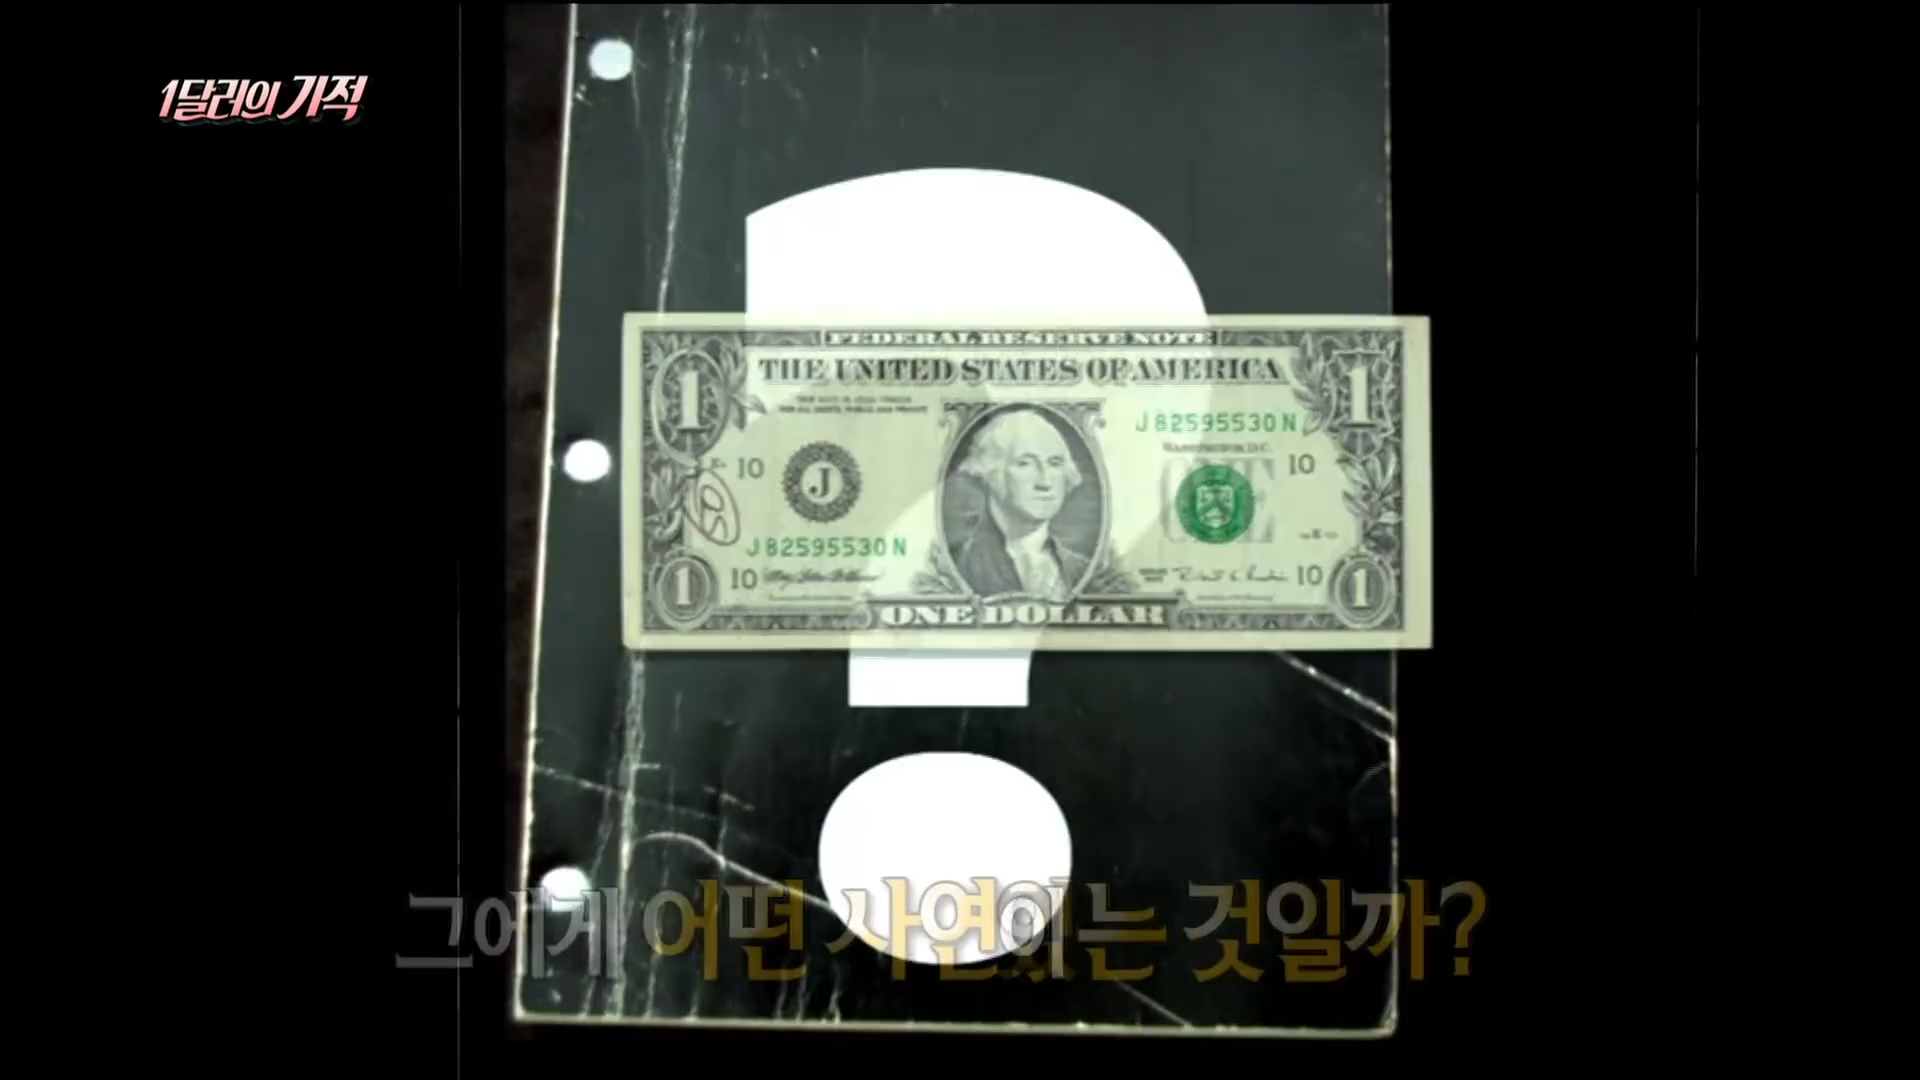 1달러의 기적
FEDERAL RESERVE NOTE
THE UNITED STATES OF AMERICA
1
1
J 82595530 N
WASHINGTON, D.C.
10
10
J
ONE
J 82595530 N
10
10
1
ONE DOLLAR
1
그에게 어떤 사연이 있는 것일까?